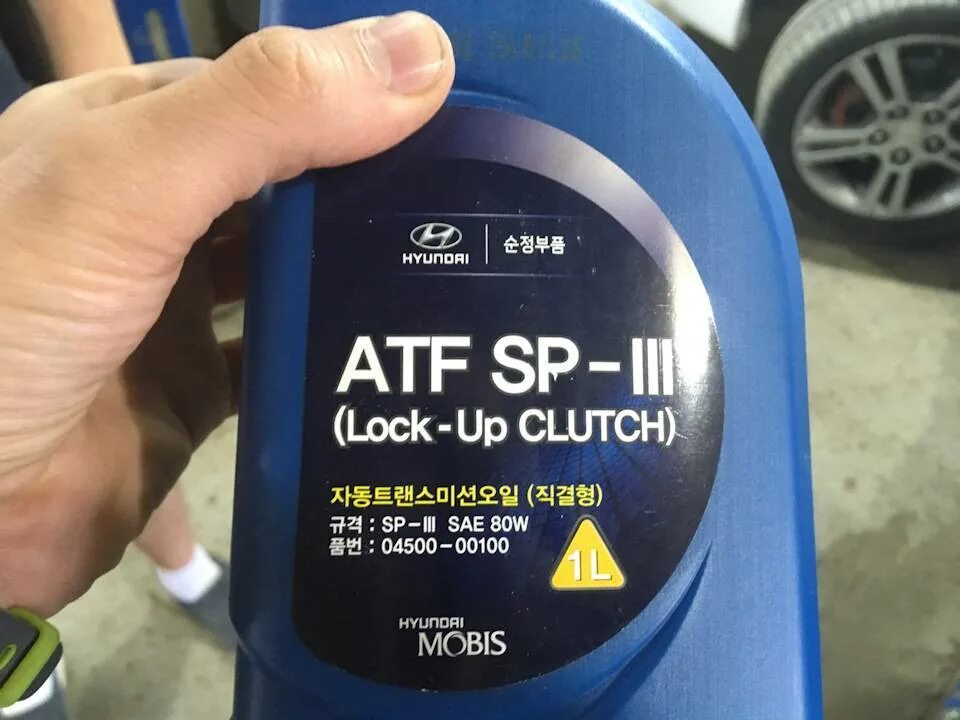 HYUNDAI 순정부품
ATF SP-III
(Lock-Up CLUTCH)
자동트랜스미션오일 (직결형)
규격 : SP-III SAE 80W
품번 : 04500-00100
1L
HYUNDAI
MOBIS